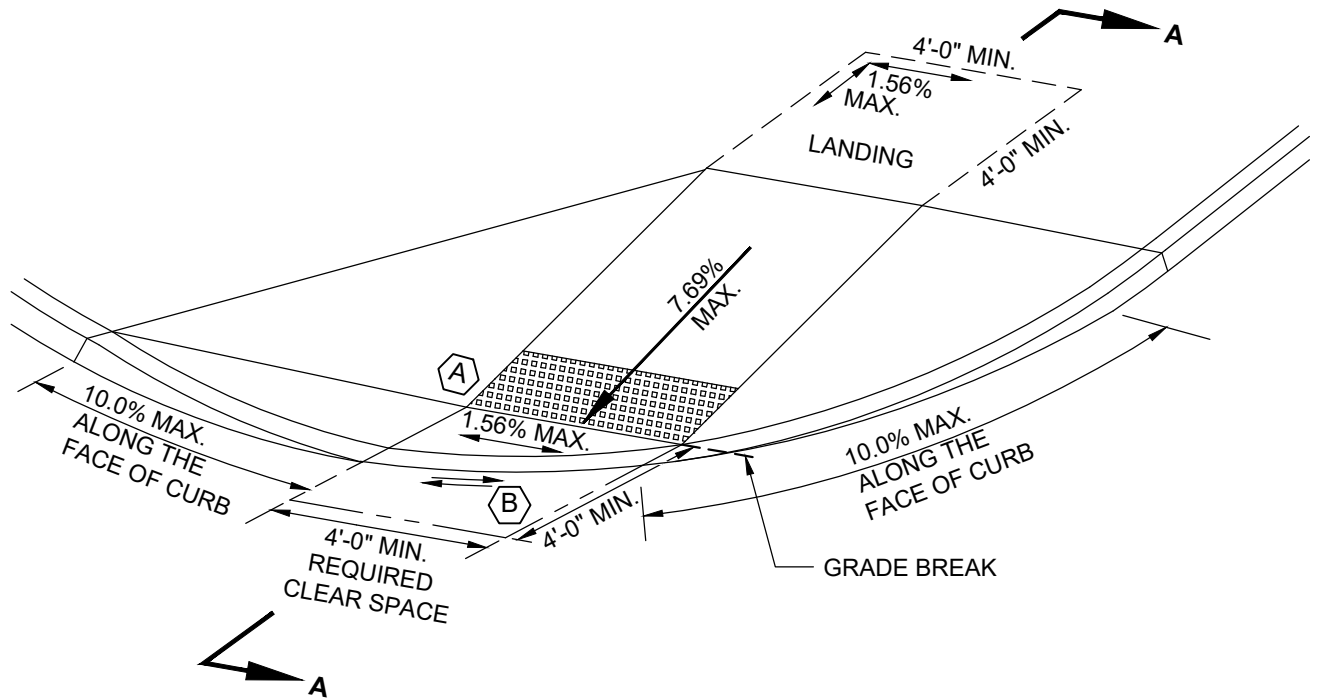 A
4'-0" MIN.
1.56%
MAX.
LANDING
4'-0" MIN.
7.69%
MAX.
A
1.56% MAX.
10.0% MAX.
ALONG THE
FACE OF CURB
10.0% MAX.
ALONG THE
FACE OF CURB
B
4'-0" MIN.
4'-0" MIN.
REQUIRED
CLEAR SPACE
GRADE BREAK
A